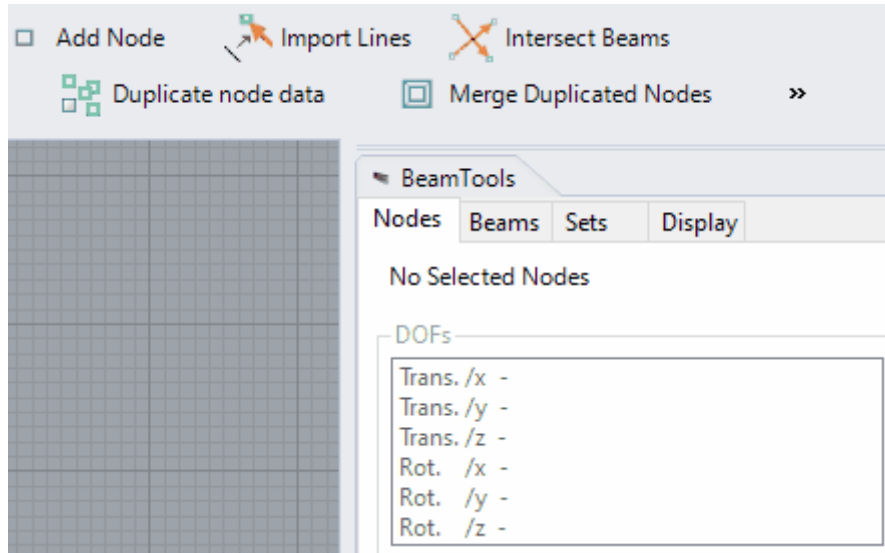 Add Node Import Lines Intersect Beams
Duplicate node data Merge Duplicated Nodes »
BeamTools
Nodes Beams Sets Display
No Selected Nodes
DOFs
Trans. /x -
Trans. /y -
Trans. /z -
Rot. /x -
Rot. /y -
Rot. /z -